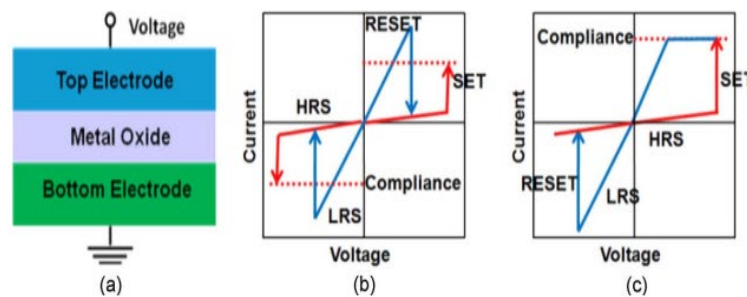 Voltage
Top Electrode
Metal Oxide
Bottom Electrode
(a)
Current
RESET
SET
HRS
Compliance
LRS
Voltage
(b)
Current
Compliance
SET
HRS
RESET
LRS
Voltage
(c)